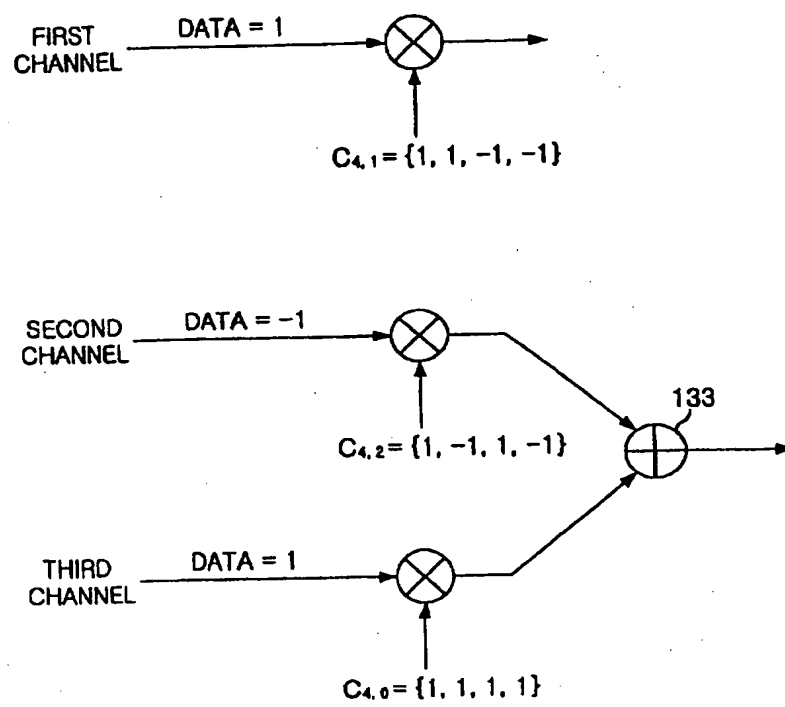 FIRST
CHANNEL
DATA = 1
C4, 1 = {1, 1, -1, -1}
SECOND
CHANNEL
DATA = -1
133
C4, 2 = {1, -1, 1, -1}
THIRD
CHANNEL
DATA = 1
C4, 0 = {1, 1, 1, 1}